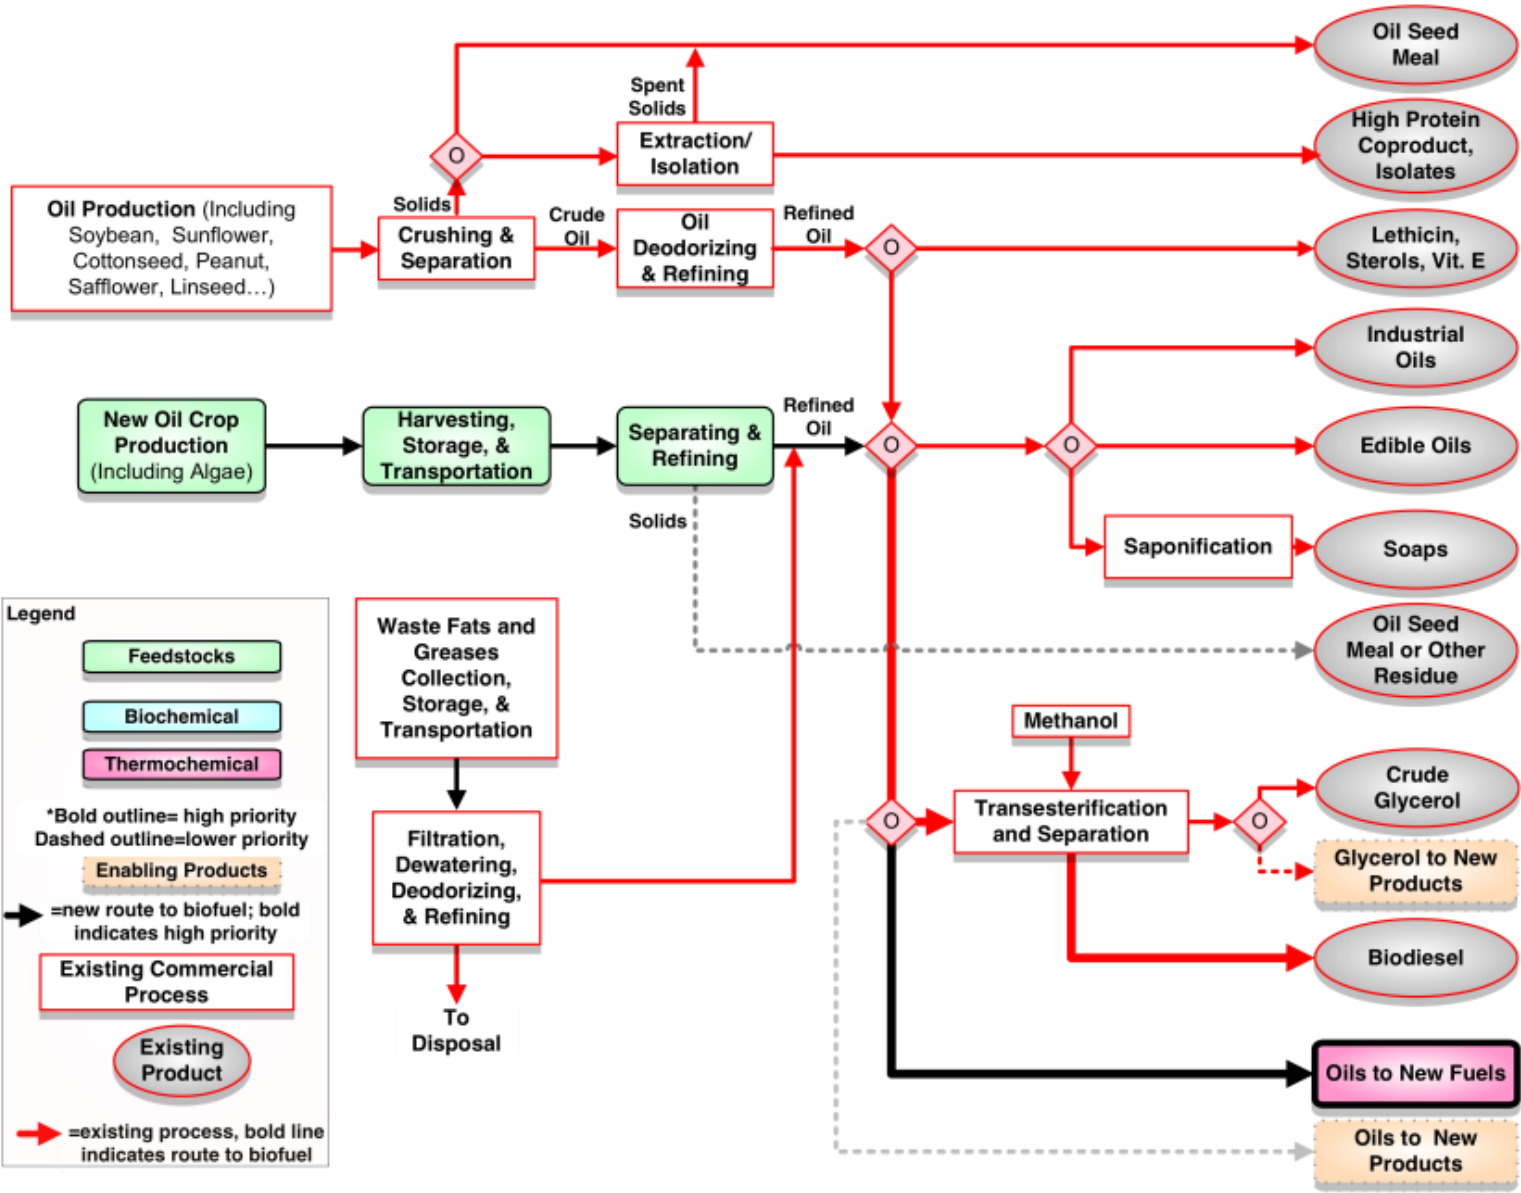 Oil Seed
Meal
Spent
Solids
High Protein
Coproduct,
Isolates
O
Extraction/
Isolation
Oil Production (Including
Soybean, Sunflower,
Cottonseed, Peanut,
Safflower, Linseed...)
Solids
Crushing &
Separation
Crude
Oil
Oil
Deodorizing
& Refining
Refined
Oil
O
Lethicin,
Sterols, Vit. E
Industrial
Oils
New Oil Crop
Production
(Including Algae)
Harvesting,
Storage, &
Transportation
Separating &
Refining
Refined
Oil
O
O
Edible Oils
Solids
Saponification
Soaps
Oil Seed
Meal or Other
Residue
Legend
Feedstocks
Biochemical
Thermochemical
*Bold outline= high priority
Dashed outline=lower priority
Enabling Products
=new route to biofuel; bold
indicates high priority
Existing Commercial
Process
Existing
Product
=existing process, bold line
indicates route to biofuel
Waste Fats and
Greases
Collection,
Storage, &
Transportation
Filtration,
Dewatering,
Deodorizing,
& Refining
To
Disposal
Methanol
O
Transesterification
and Separation
O
Crude
Glycerol
Glycerol to New
Products
Biodiesel
Oils to New Fuels
Oils to New
Products